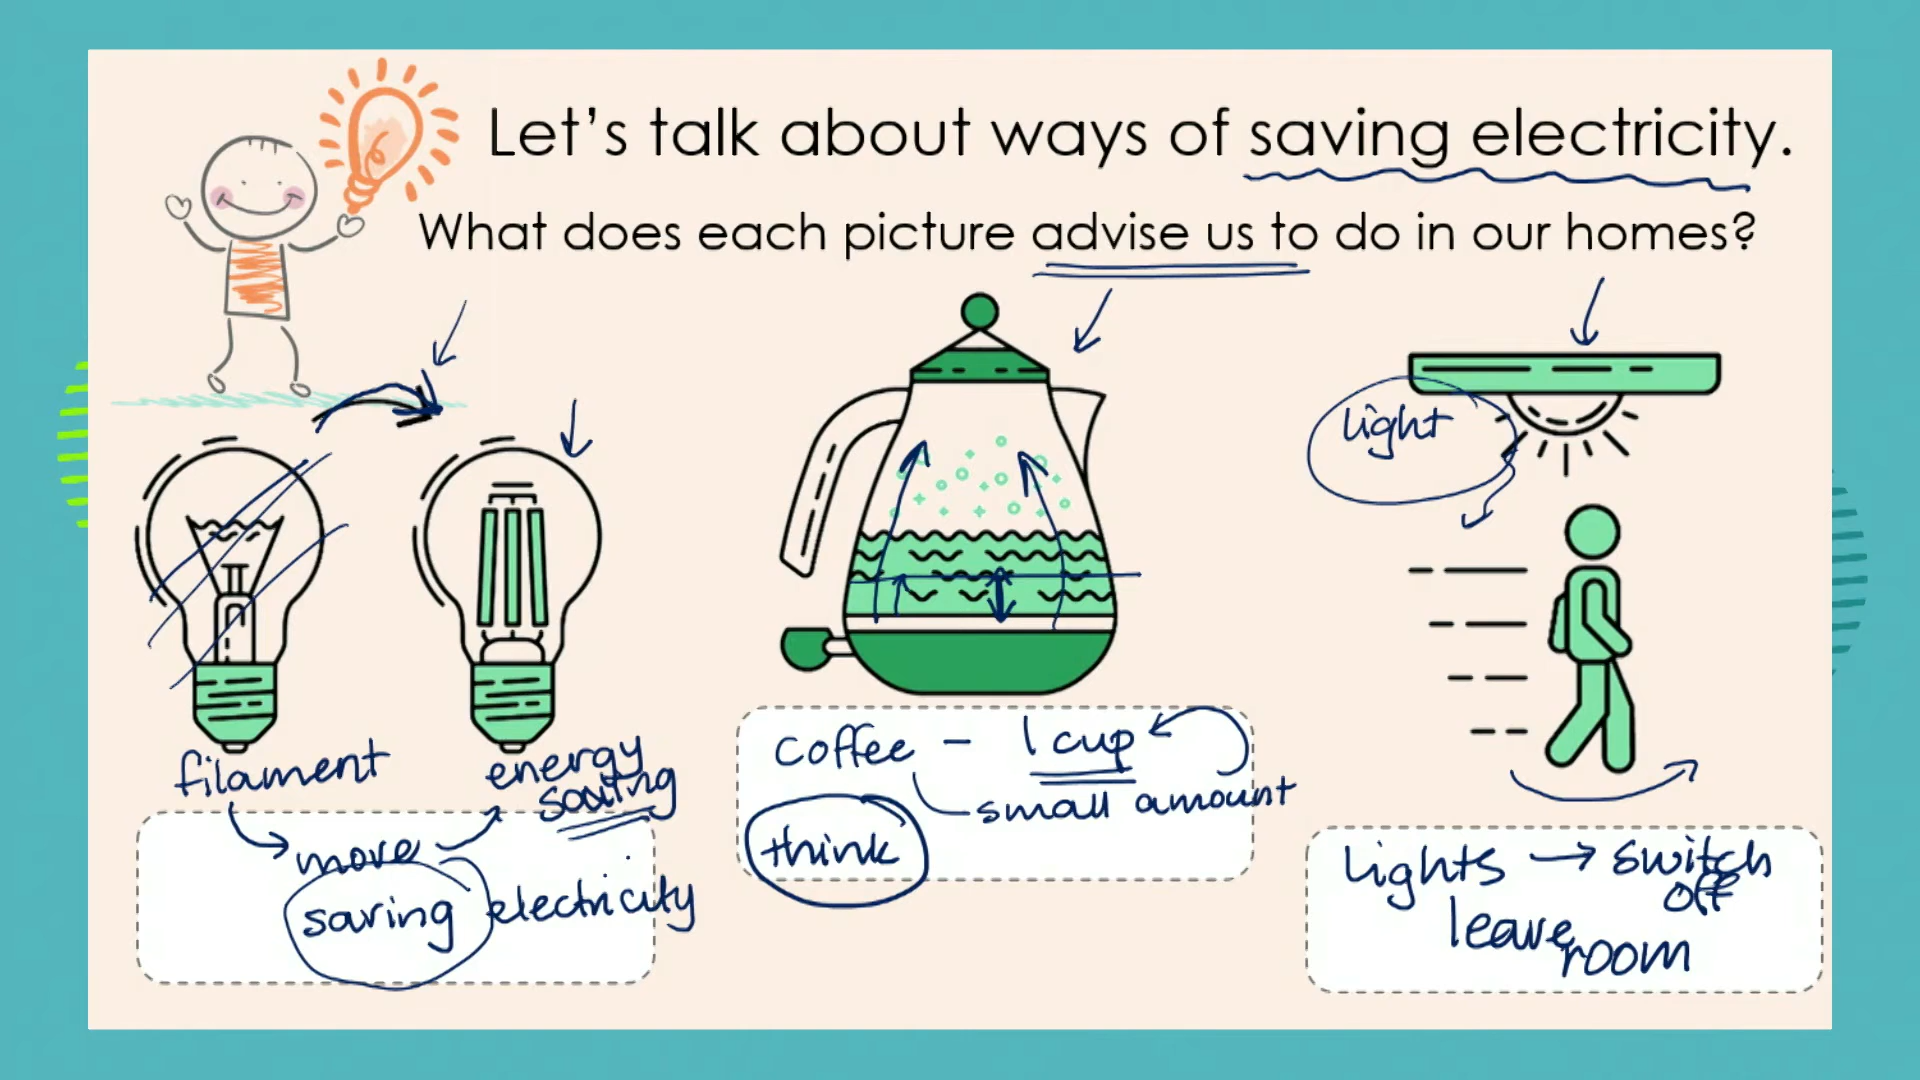 Let's talk about ways of saving electricity.
What does each picture advise us to do in our homes?
light
filament
energy
saving
more
saving electricity
coffee – 1 cup
small amount
think
Lights → switch
off
leave
room